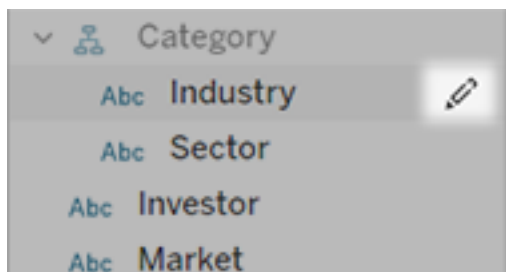 Category
Abc Industry
Abc Sector
Abc Investor
Abc Market